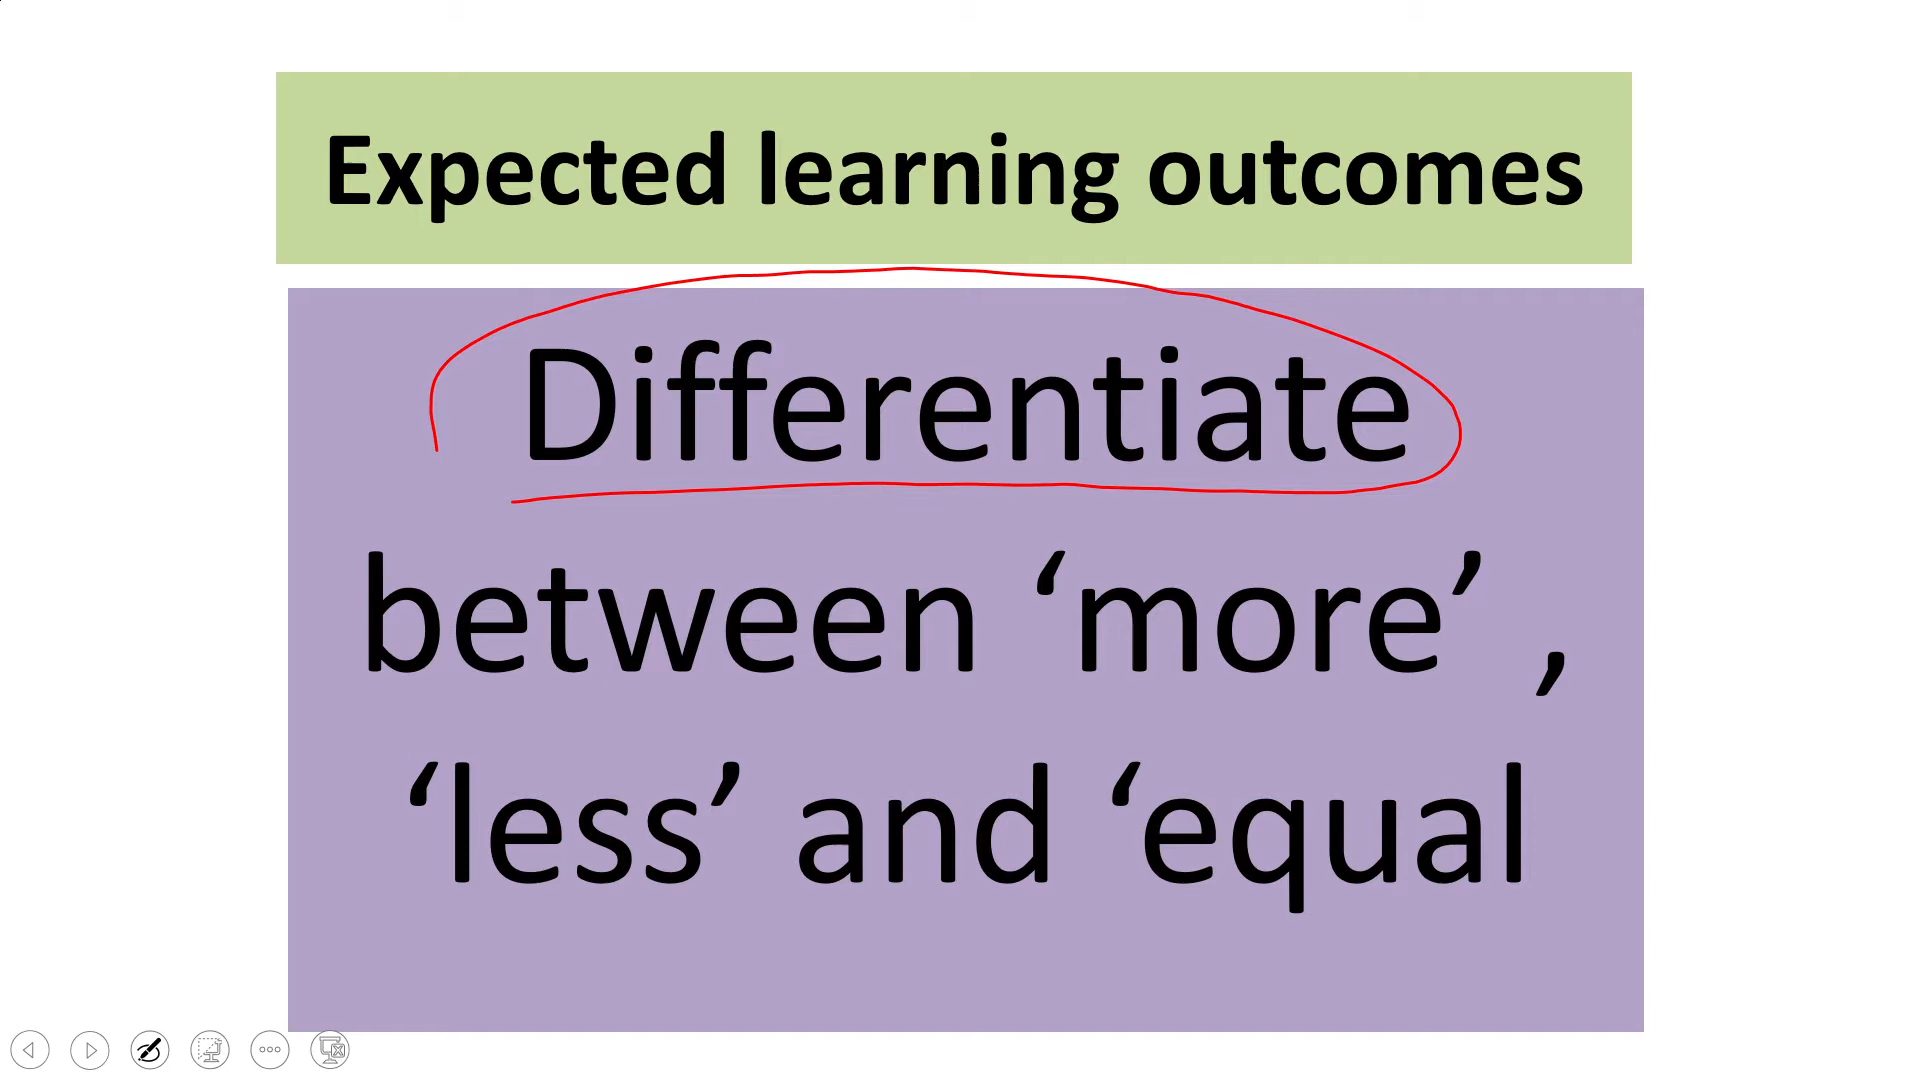 Expected learning outcomes
Differentiate
between ‘more’ ,
‘less’ and ‘equal